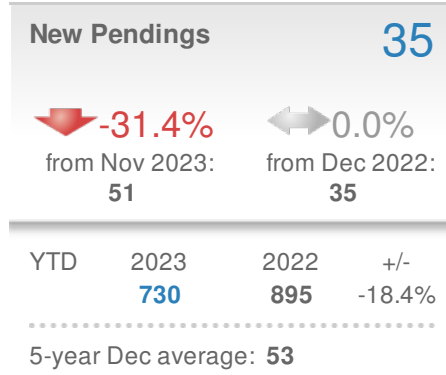 New Pendings 35
-31.4% 0.0%
from Nov 2023: from Dec 2022:
51 35
YTD 2023 2022 +/-
730 895 -18.4%
5-year Dec average: 53